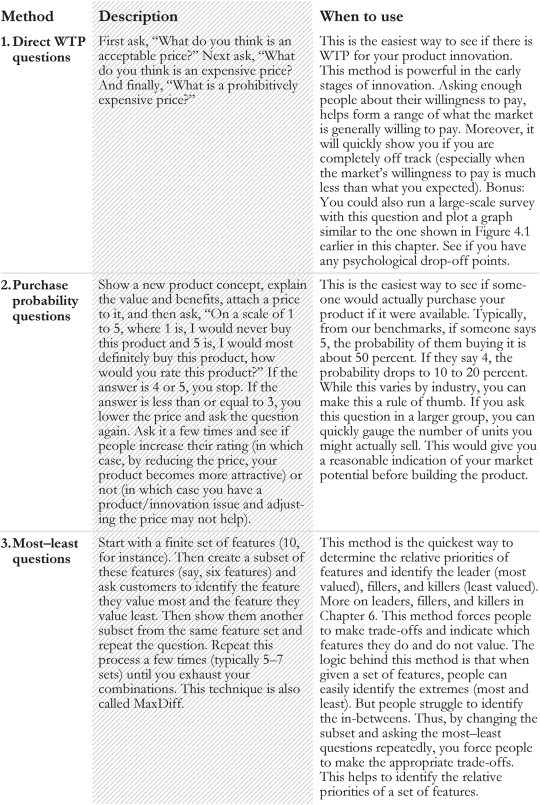 Method Description When to use
1. Direct WTP questions
First ask, “What do you think is an
acceptable price?” Next ask, “What
do you think is an expensive price?
And finally, “What is a prohibitively
expensive price?”
This is the easiest way to see if there is
WTP for your product innovation.
This method is powerful in the early
stages of innovation. Asking enough
people about their willingness to pay,
helps form a range of what the market
is generally willing to pay. Moreover, it
will quickly show you if you are
completely off track (especially when
the market’s willingness to pay is much
less than what you expected). Bonus:
You could also run a large-scale survey
with this question and plot a graph
similar to the one shown in Figure 4.1
earlier in this chapter. See if you have
any psychological drop-off points.
2. Purchase
probability
questions
Show a new product concept, explain
the value and benefits, attach a price
to it, and then ask, “On a scale of 1
to 5, where 1 is, I would never buy
this product and 5 is, I would most
definitely buy this product, how
would you rate this product?” If the
answer is 4 or 5, you stop. If the
answer is less than or equal to 3, you
lower the price and ask the question
again. Ask it a few times and see if
people increase their rating (in which
case, by reducing the price, your
product becomes more attractive) or
not (in which case you have a
product/innovation issue and adjust-
ing the price may not help).
This is the easiest way to see if some-
one would actually purchase your
product if it were available. Typically,
from our benchmarks, if someone says
5, the probability of them buying it is
about 50 percent. If they say 4, the
probability drops to 10 to 20 percent.
While this varies by industry, you can
make this a rule of thumb. If you ask
this question in a larger group, you can
quickly gauge the number of units you
might actually sell. This would give you
a reasonable indication of your market
potential before building the product.
3. Most–least
questions
Start with a finite set of features (10,
for instance). Then create a subset of
these features (say, six features) and
ask customers to identify the feature
they value most and the feature they
value least. Then show them another
subset from the same feature set and
repeat the question. Repeat this
process a few times (typically 5–7
sets) until you exhaust your
combinations. This technique is also
called MaxDiff.
This method is the quickest way to
determine the relative priorities of
features and identify the leader (most
valued), fillers, and killers (least valued).
More on leaders, fillers, and killers in
Chapter 6. This method forces people
to make trade-offs and indicate which
features they do and do not value. The
logic behind this method is that when
given a set of features, people can
easily identify the extremes (most and
least). But people struggle to identify
the in-betweens. Thus, by changing the
subset and asking the most–least
questions repeatedly, you force people
to make the appropriate trade-offs.
This helps to identify the relative
priorities of a set of features.